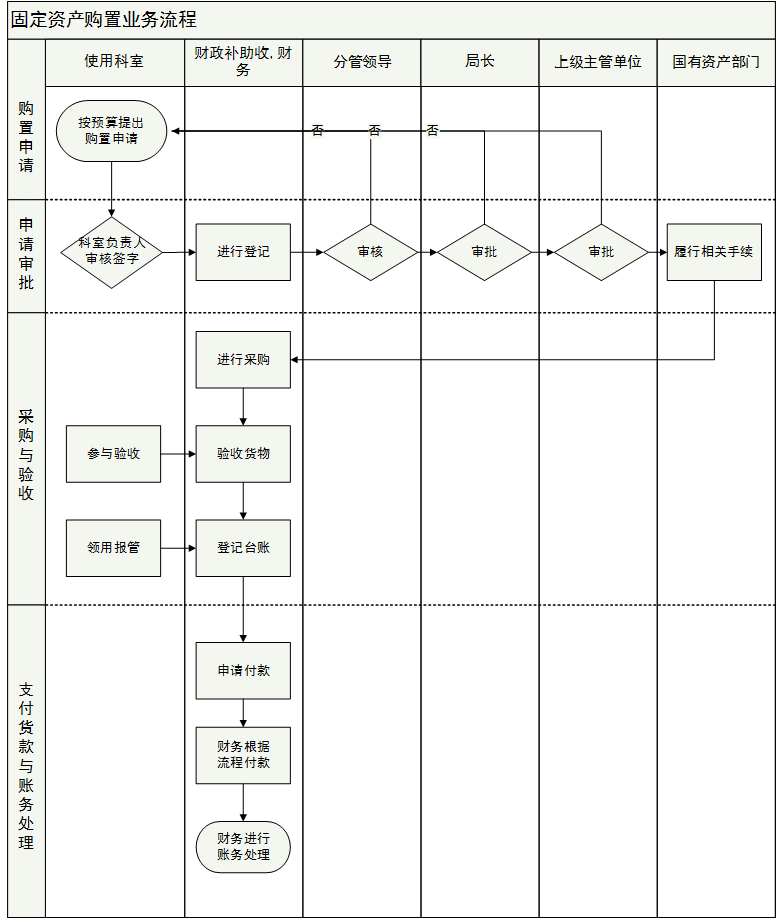 固定资产购置业务流程
使用科室
财政补助收,财
务
分管领导
局长
上级主管单位
国有资产部门
购置申请
按预算提出
购置申请
否
否
否
申请审批
科室负责人
审核签字
进行登记
审核
审批
审批
履行相关手续
采购与验收
进行采购
参与验收
验收货物
领用报管
登记台账
支付货款与账务处理
申请付款
财务根据
流程付款
财务进行
账务处理